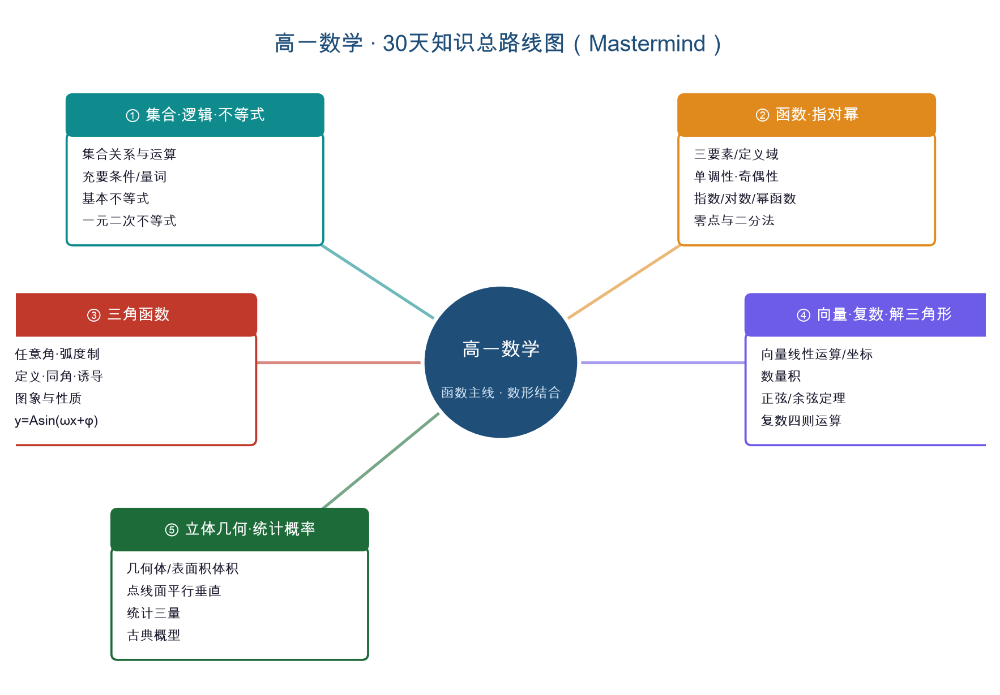 高一数学 · 30天知识总路线图（Mastermind）
① 集合·逻辑·不等式
集合关系与运算
充要条件/量词
基本不等式
一元二次不等式
② 函数·指对幂
三要素/定义域
单调性·奇偶性
指数/对数/幂函数
零点与二分法
③ 三角函数
任意角·弧度制
定义·同角·诱导
图象与性质
y=Asin(ωx+φ)
高一数学
函数主线 · 数形结合
④ 向量·复数·解三角形
向量线性运算/坐标
数量积
正弦/余弦定理
复数四则运算
⑤ 立体几何·统计概率
几何体/表面积体积
点线面平行垂直
统计三量
古典概型